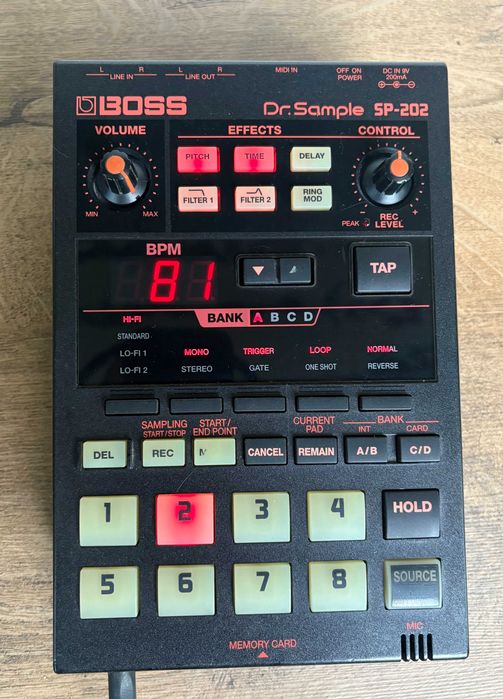 L R L R
LINE IN LINE OUT MIDI IN OFF ON POWER DC IN 9V 200mA
BOSS Dr.Sample SP-202
VOLUME EFFECTS CONTROL
PITCH TIME DELAY
FILTER 1 FILTER 2 RING MOD
MIN MAX - +
PEAK REC LEVEL
BPM
81
TAP
BANK A B C D
HI-FI
STANDARD
LO-FI 1 MONO TRIGGER LOOP NORMAL
LO-FI 2 STEREO GATE ONE SHOT REVERSE
SAMPLING START/STOP START/END POINT CURRENT PAD BANK
INT CARD
DEL REC M CANCEL REMAIN A/B C/D
1 2 3 4 HOLD
5 6 7 8 SOURCE
MIC
MEMORY CARD